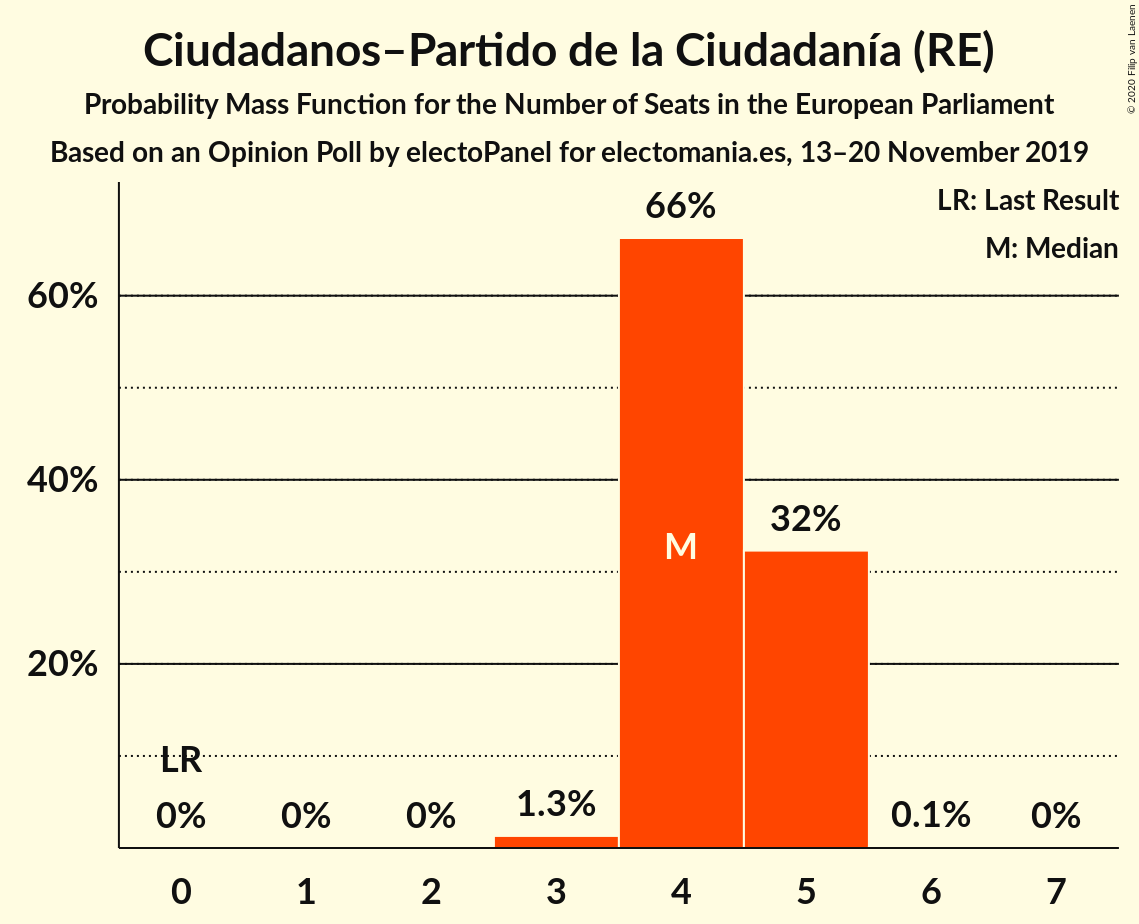 Ciudadanos–Partido de la Ciudadanía (RE)
Probability Mass Function for the Number of Seats in the European Parliament
Based on an Opinion Poll by electoPanel for electomania.es, 13–20 November 2019
© 2020 Filip van Laenen
LR: Last Result
M: Median
66%
60%
40%
32%
M
20%
LR
0%
0%
0%
1.3%
0.1%
0%
0
1
2
3
4
5
6
7